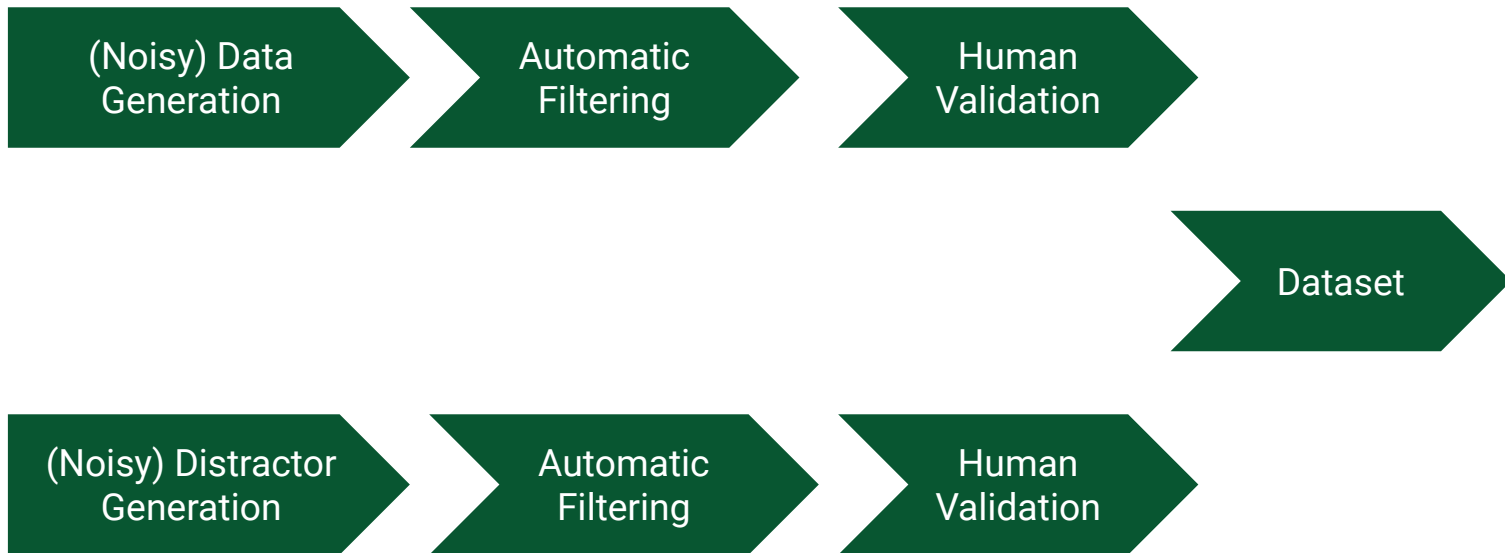 (Noisy) Data
Generation
Automatic
Filtering
Human
Validation
Dataset
(Noisy) Distractor
Generation
Automatic
Filtering
Human
Validation